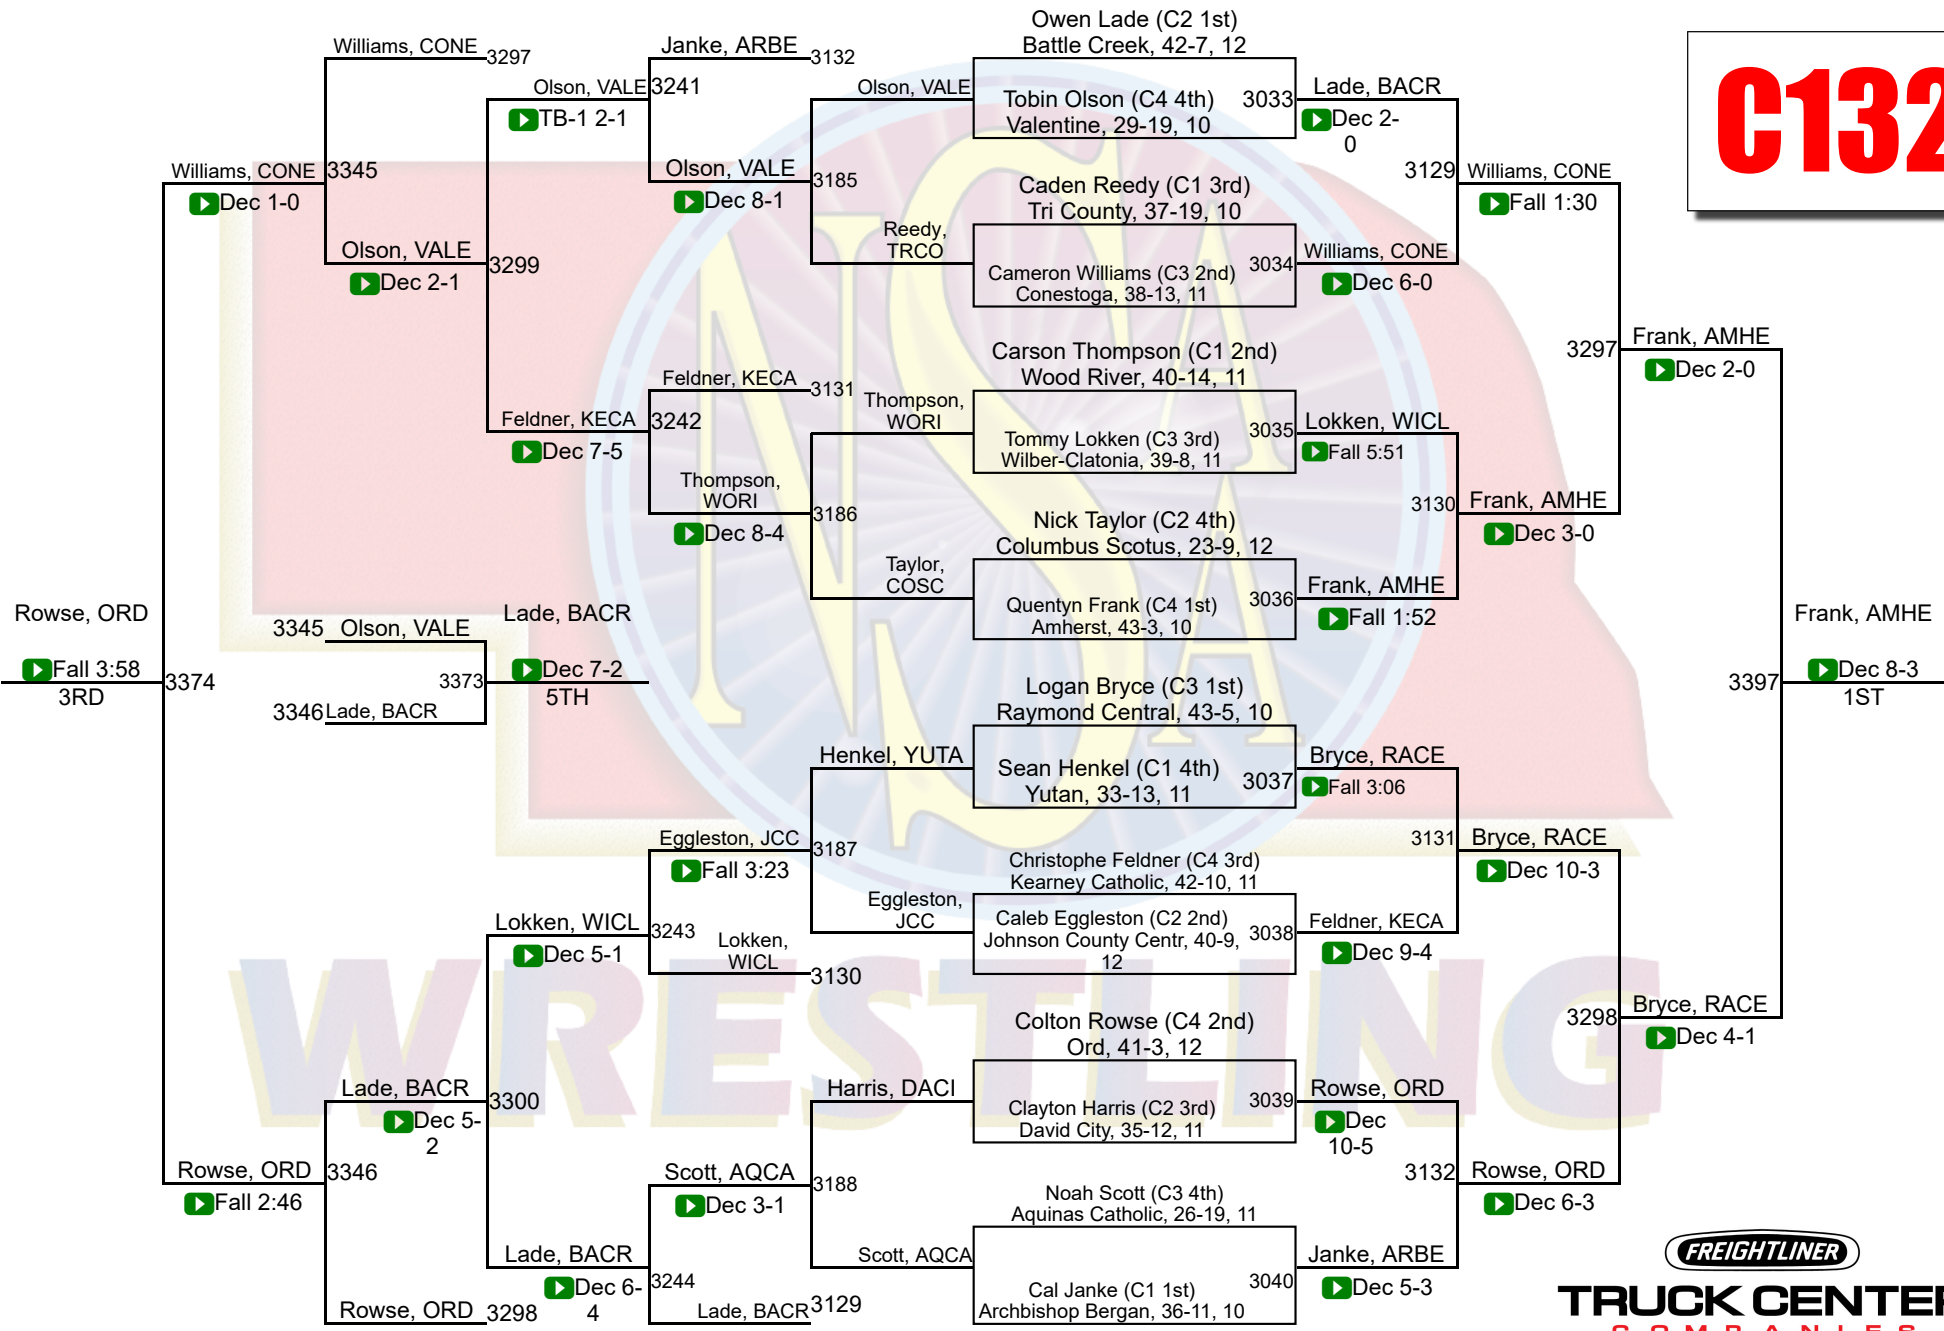 Owen Lade (C2 1st)
Williams, CONE 3297
Janke, ARBE 3132
Battle Creek, 42-7, 12
Olson, VALE 3241
Olson, VALE
Tobin Olson (C4 4th) 3033
Valentine, 29-19, 10
Lade, BACR
TB-1 2-1
Dec 2-
0
C132
Williams, CONE 3345
Dec 1-0
Olson, VALE 3185
Dec 8-1
Caden Reedy (C1 3rd)
Tri County, 37-19, 10
3129 Williams, CONE
Fall 1:30
Olson, VALE 3299
Dec 2-1
Reedy,
TRCO
Cameron Williams (C3 2nd) 3034
Conestoga, 38-13, 11
Williams, CONE
Dec 6-0
Carson Thompson (C1 2nd)
Wood River, 40-14, 11
3297 Frank, AMHE
Dec 2-0
Feldner, KECA 3131
Feldner, KECA 3242
Dec 7-5
Thompson,
WORI
Tommy Lokken (C3 3rd) 3035
Wilber-Clatonia, 39-8, 11
Lokken, WICL
Fall 5:51
Thompson,
WORI 3186
Dec 8-4
Nick Taylor (C2 4th)
Columbus Scotus, 23-9, 12
3130 Frank, AMHE
Dec 3-0
Taylor,
COSC
Quentyn Frank (C4 1st) 3036
Amherst, 43-3, 10
Frank, AMHE
Fall 1:52
Rowse, ORD
Fall 3:58
3RD
3374
3345 Olson, VALE
3346 Lade, BACR
3373
Lade, BACR
Dec 7-2
5TH
Frank, AMHE
3397
Dec 8-3
1ST
Logan Bryce (C3 1st)
Raymond Central, 43-5, 10
Henkel, YUTA
Sean Henkel (C1 4th) 3037
Yutan, 33-13, 11
Bryce, RACE
Fall 3:06
Eggleston, JCC 3187
Fall 3:23
Christophe Feldner (C4 3rd)
Kearney Catholic, 42-10, 11
3131 Bryce, RACE
Dec 10-3
Eggleston,
JCC
Caleb Eggleston (C2 2nd)
Johnson County Centr, 40-9, 3038
12
Feldner, KECA
Dec 9-4
Lokken, WICL 3243
Dec 5-1
Lokken,
WICL
3130
NSAA
WRESTLING
Colton Rowse (C4 2nd)
Ord, 41-3, 12
3298 Bryce, RACE
Dec 4-1
Lade, BACR 3300
Dec 5-
2
Harris, DACI
Clayton Harris (C2 3rd) 3039
David City, 35-12, 11
Rowse, ORD
Dec
10-5
Rowse, ORD 3346
Fall 2:46
Scott, AQCA 3188
Dec 3-1
Noah Scott (C3 4th)
Aquinas Catholic, 26-19, 11
3132 Rowse, ORD
Dec 6-3
Lade, BACR 3244
Dec 6-
4
Scott, AQCA
Cal Janke (C1 1st) 3040
Archbishop Bergan, 36-11, 10
Janke, ARBE
Dec 5-3
Rowse, ORD 3298
Lade, BACR 3129
FREIGHTLINER
TRUCK CENTER
COMPANIES